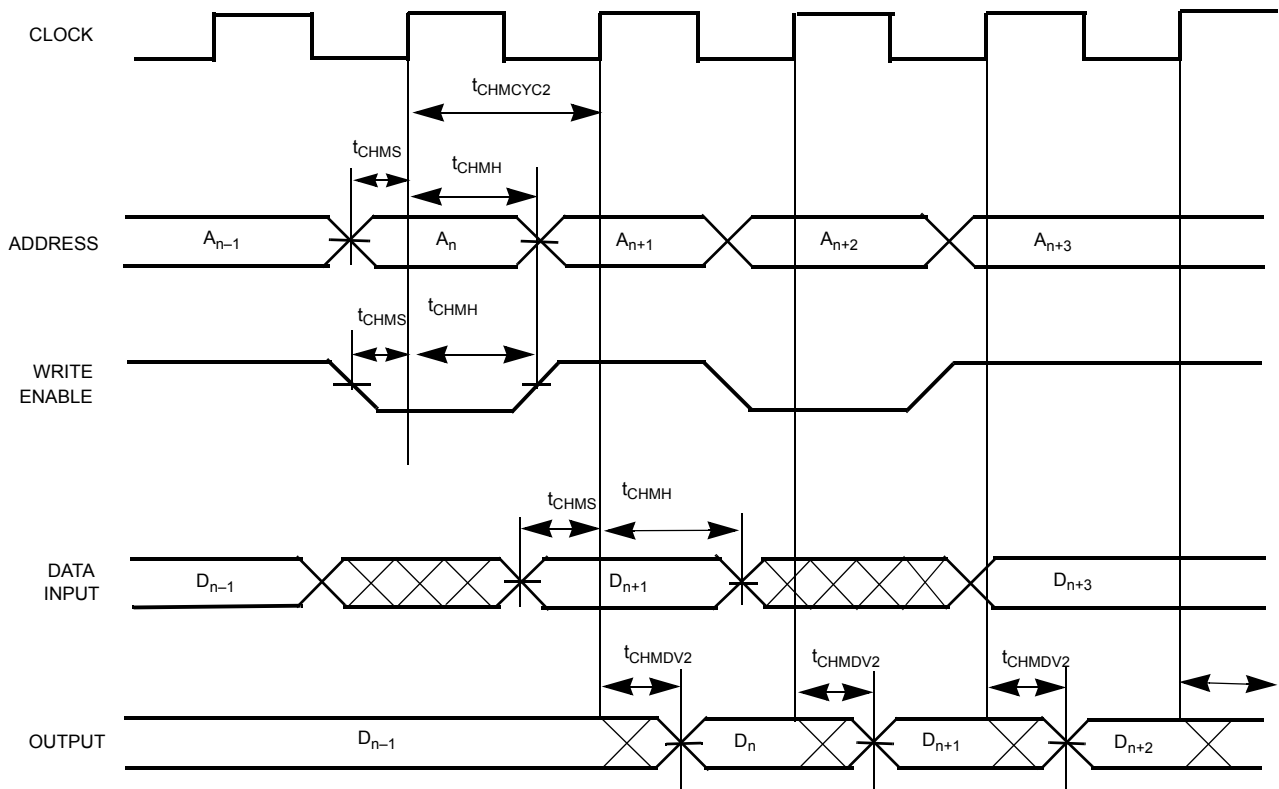 CLOCK
tCHMCYC2
tCHMS
tCHMH
ADDRESS
An–1
An
An+1
An+2
An+3
tCHMS
tCHMH
WRITE
ENABLE
tCHMS
tCHMH
DATA
INPUT
Dn–1
Dn+1
Dn+3
tCHMDV2
tCHMDV2
tCHMDV2
OUTPUT
Dn–1
Dn
Dn+1
Dn+2